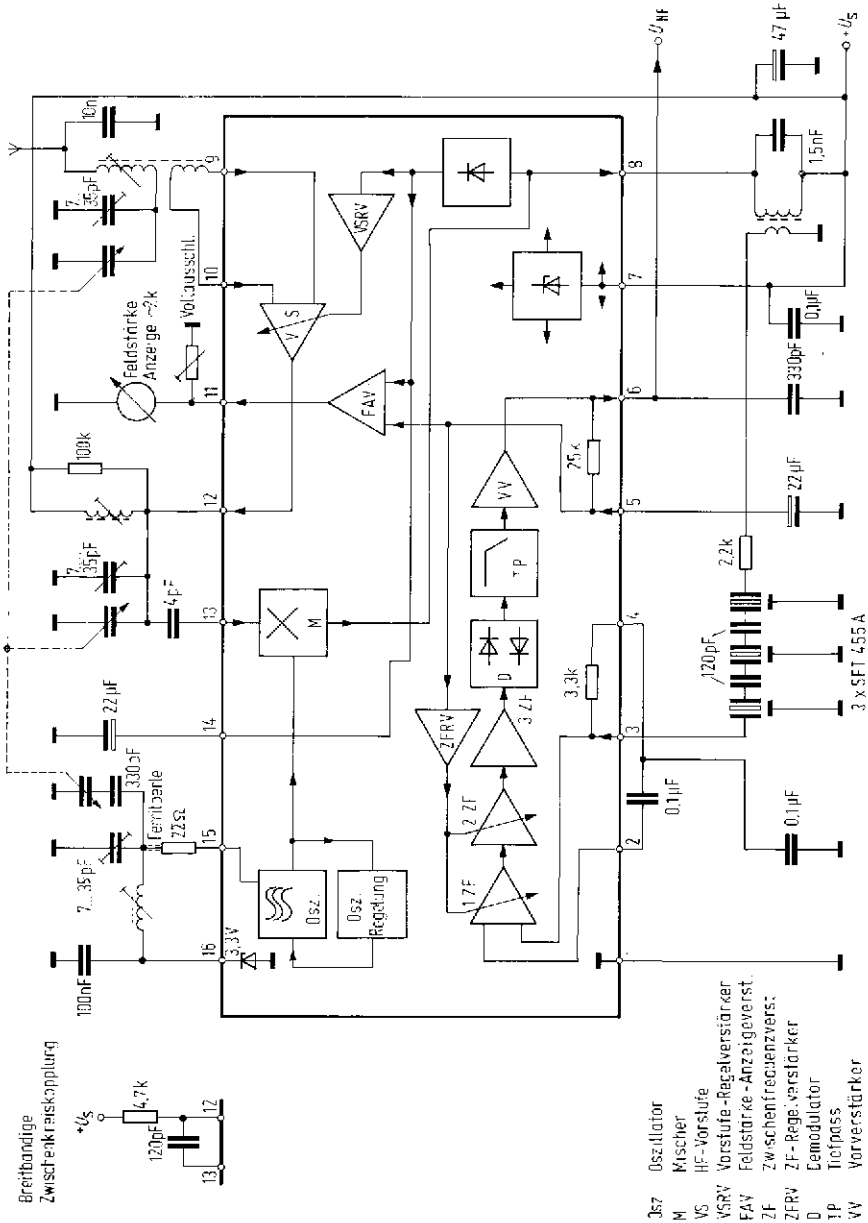 Breitbandige
Zwischenkreiskopplung
+Us
4,7k
120pF
13
12
100nF
7...35pF
330pF
Ferritperle
22Ω
22µF
7...
35pF
4pF
100k
Feldstärke
Anzeige ~2k
Vollausschl.
7...
35pF
10n
16
15
14
13
12
11
10
9
3,3V
Osz.
Osz.
Regelung
M
FAV
VS
VSRV
ZFRV
1 ZF
2 ZF
3 ZF
D
TP
VV
3,3k
25k
1
2
3
4
5
6
7
8
0,1µF
0,1µF
120pF
3 x SFT 455 A
2,2k
22µF
330pF
0,1µF
1,5nF
47µF
UNF
+Us
Osz Oszillator
M Mischer
VS HF-Vorstufe
VSRV Vorstufe-Regelverstärker
FAV Feldstärke-Anzeigeverst.
ZF Zwischenfrequenzverst.
ZFRV ZF-Regelverstärker
D Demodulator
TP Tiefpass
VV Vorverstärker